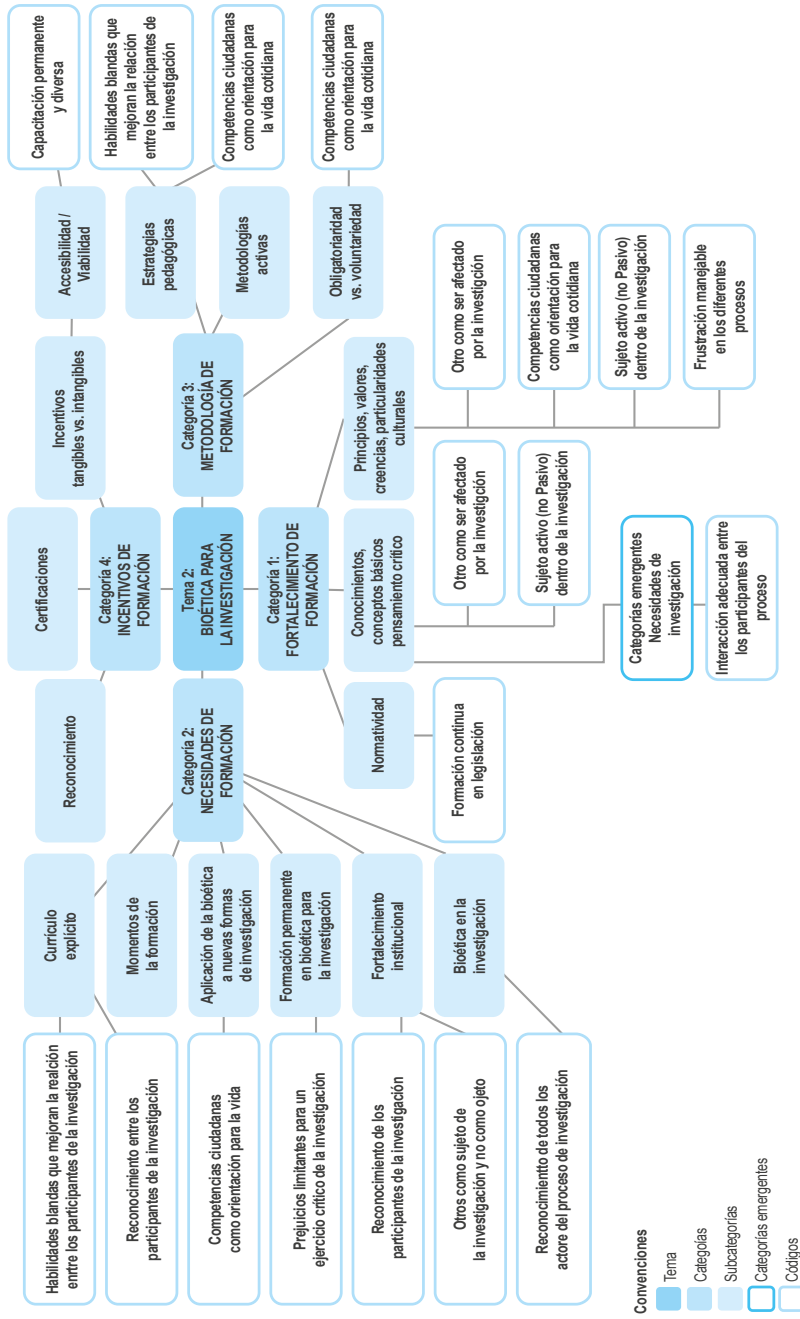 Habilidades blandas que mejoran la realción
enrtre los participantes de la investigación
Reconocimiento entre los
participantes de la investigación
Competencias ciudadanas
como orientación para la vida
Prejuicios limitantes para un
ejercicio crítico de la investigación
Reconocimiento de los
participantes de la investigación
Otros como sujeto de
la investigación y no como ojeto
Reconocimientto de todos los
actore del proceso de investigación
Currículo
explícito
Momentos de
la formación
Aplicación de la bioética
a nuevas formas
de investigación
Formación permanente
en bioética para
la investigación
Fortalecimiento
institucional
Bioética en la
investigación
Reconocimiento
Certificaciones
Incentivos
tangibles vs. intangibles
Accesibilidad /
Viabilidad
Capacitación permanente
y diversa
Categoría 4:
INCENTIVOS DE
FORMACIÓN
Categoría 2:
NECESIDADES DE
FORMACIÓN
Tema 2:
BIOÉTICA PARA
LA INVESTIGACIÓN
Categoría 3:
METODOLOGÍA DE
FORMACIÓN
Estrategias
pedagógicas
Metodologías
activas
Obligatoriaridad
vs. voluntariedad
Habilidades blandas que
mejoran la relación
entre los participantes de
la investigación
Competencias ciudadanas
como orientación para
la vida cotidiana
Competencias ciudadanas
como orientación para
la vida cotidiana
Categoría 1:
FORTALECIMIENTO DE
FORMACIÓN
Normatividad
Conocimientos,
conceptos básicos
pensamiento crítico
Principios, valores,
creencias, particularidades
culturales
Formación continua
en legislación
Otro como ser afectado
por la investigción
Sujeto activo (no Pasivo)
dentro de la investigación
Otro como ser afectado
por la investigción
Competencias ciudadanas
como orientación para
la vida cotidiana
Sujeto activo (no Pasivo)
dentro de la investigación
Frustración manejable
en los diferentes
procesos
Categorías emergentes
Necesidades de
investigación
Interacción adecuada entre
los participantes del
proceso
Convenciones
Tema
Categoías
Subcategorías
Categorías emergentes
Códigos